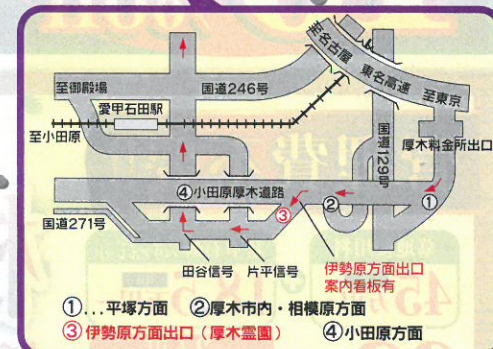 至名古屋 東名高速 至東京
至御殿場
国道246号
愛甲石田駅
至小田原
国道129号
厚木料金所出口
④小田原厚木道路
②
①
③
国道271号
田谷信号
片平信号
伊勢原方面出口
案内看板有
①...平塚方面 ②厚木市内・相模原方面
③伊勢原方面出口（厚木霊園） ④小田原方面